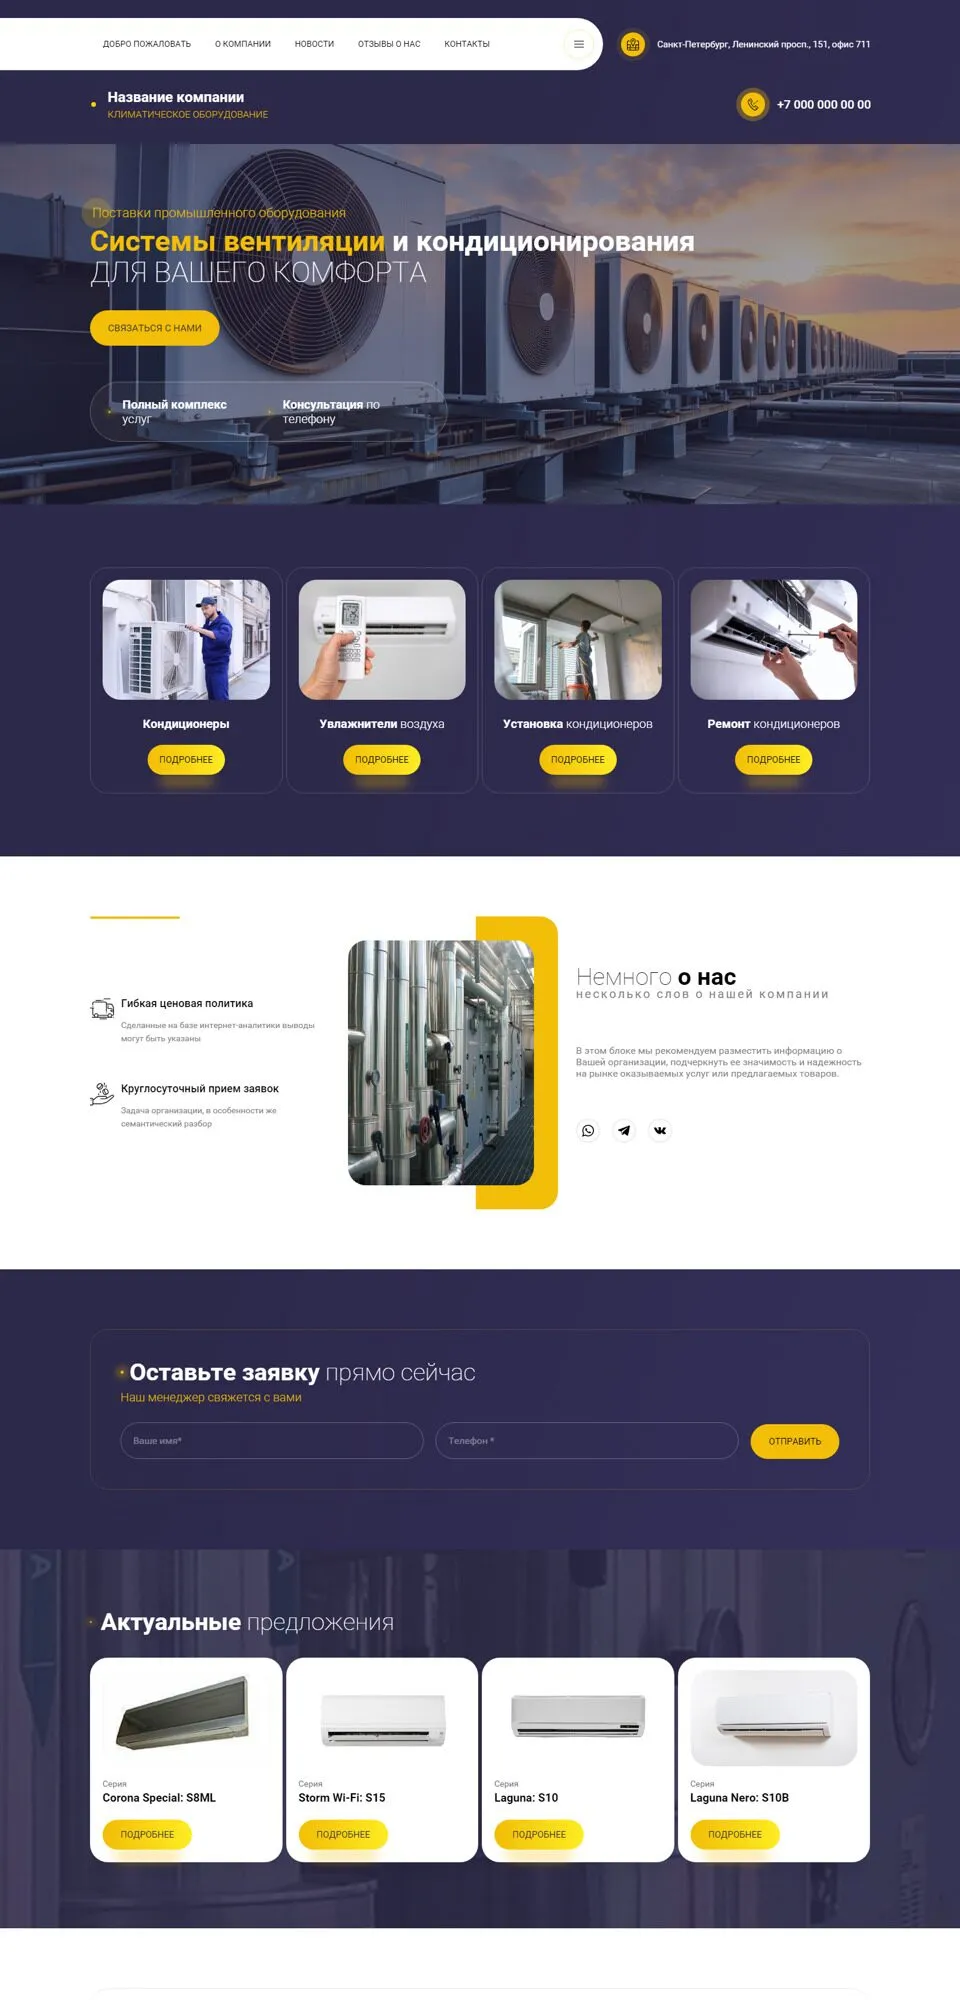 ДОБРО ПОЖАЛОВАТЬ О КОМПАНИИ НОВОСТИ ОТЗЫВЫ О НАС КОНТАКТЫ
Санкт-Петербург, Ленинский просп., 151, офис 711
Название компании
КЛИМАТИЧЕСКОЕ ОБОРУДОВАНИЕ
+7 000 000 00 00
Поставки промышленного оборудования
Системы вентиляции и кондиционирования
ДЛЯ ВАШЕГО КОМФОРТА
СВЯЗАТЬСЯ С НАМИ
Полный комплекс
услуг
Консультация по
телефону
Кондиционеры
ПОДРОБНЕЕ
Увлажнители воздуха
ПОДРОБНЕЕ
Установка кондиционеров
ПОДРОБНЕЕ
Ремонт кондиционеров
ПОДРОБНЕЕ
Гибкая ценовая политика
Сделанные на базе интернет-аналитики выводы
могут быть указаны
Круглосуточный прием заявок
Задача организации, в особенности же
семантический разбор
Немного о нас
несколько слов о нашей компании
В этом блоке мы рекомендуем разместить информацию о
Вашей организации, подчеркнуть ее значимость и надежность
на рынке оказываемых услуг или предлагаемых товаров.
Оставьте заявку прямо сейчас
Наш менеджер свяжется с вами
Ваше имя*
Телефон *
ОТПРАВИТЬ
Актуальные предложения
Серия
Corona Special: S8ML
ПОДРОБНЕЕ
Серия
Storm Wi-Fi: S15
ПОДРОБНЕЕ
Серия
Laguna: S10
ПОДРОБНЕЕ
Серия
Laguna Nero: S10B
ПОДРОБНЕЕ